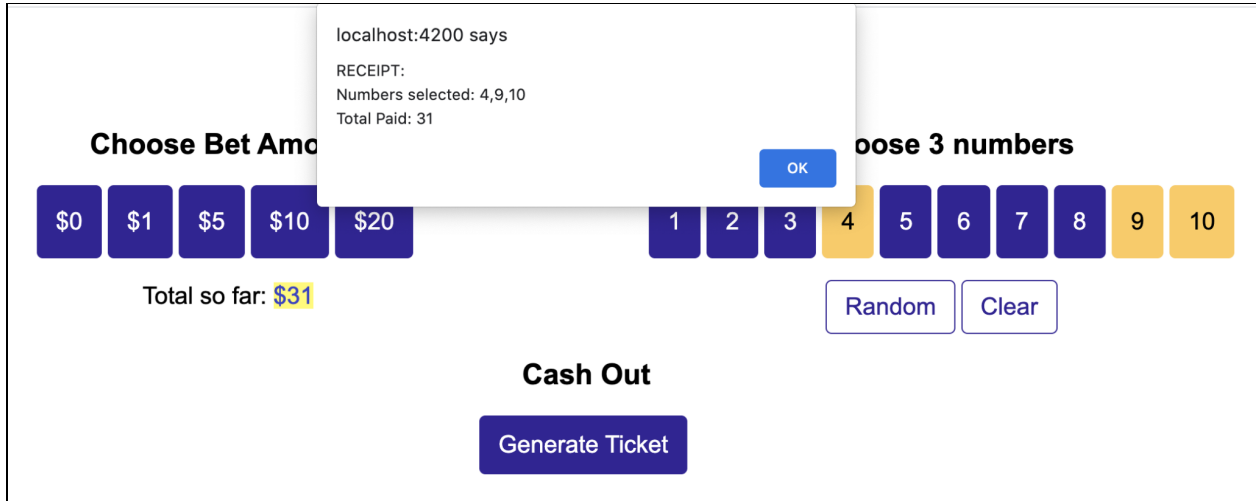 localhost:4200 says
RECEIPT:
Numbers selected: 4,9,10
Total Paid: 31
OK
Choose Bet Amo
$0 $1 $5 $10 $20
Total so far: $31
oose 3 numbers
1 2 3 4 5 6 7 8 9 10
Random Clear
Cash Out
Generate Ticket